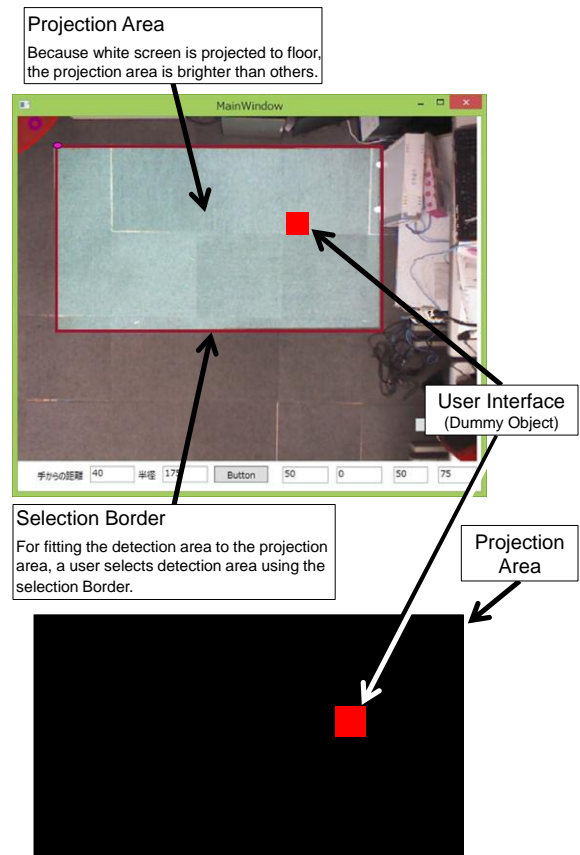 Projection Area
Because white screen is projected to floor,
the projection area is brighter than others.
MainWindow
User Interface
(Dummy Object)
手からの距離 40 半径 175 Button 50 0 50 75
Selection Border
For fitting the detection area to the projection
area, a user selects detection area using the
selection Border.
Projection
Area